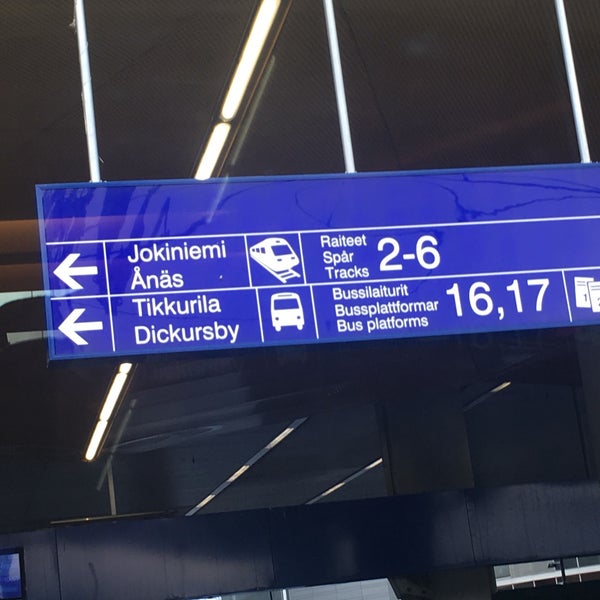 Jokiniemi
Ånäs
Raiteet
Spår
Tracks
2-6
Tikkurila
Dickursby
Bussilaiturit
Bussplattformar
Bus platforms
16,17